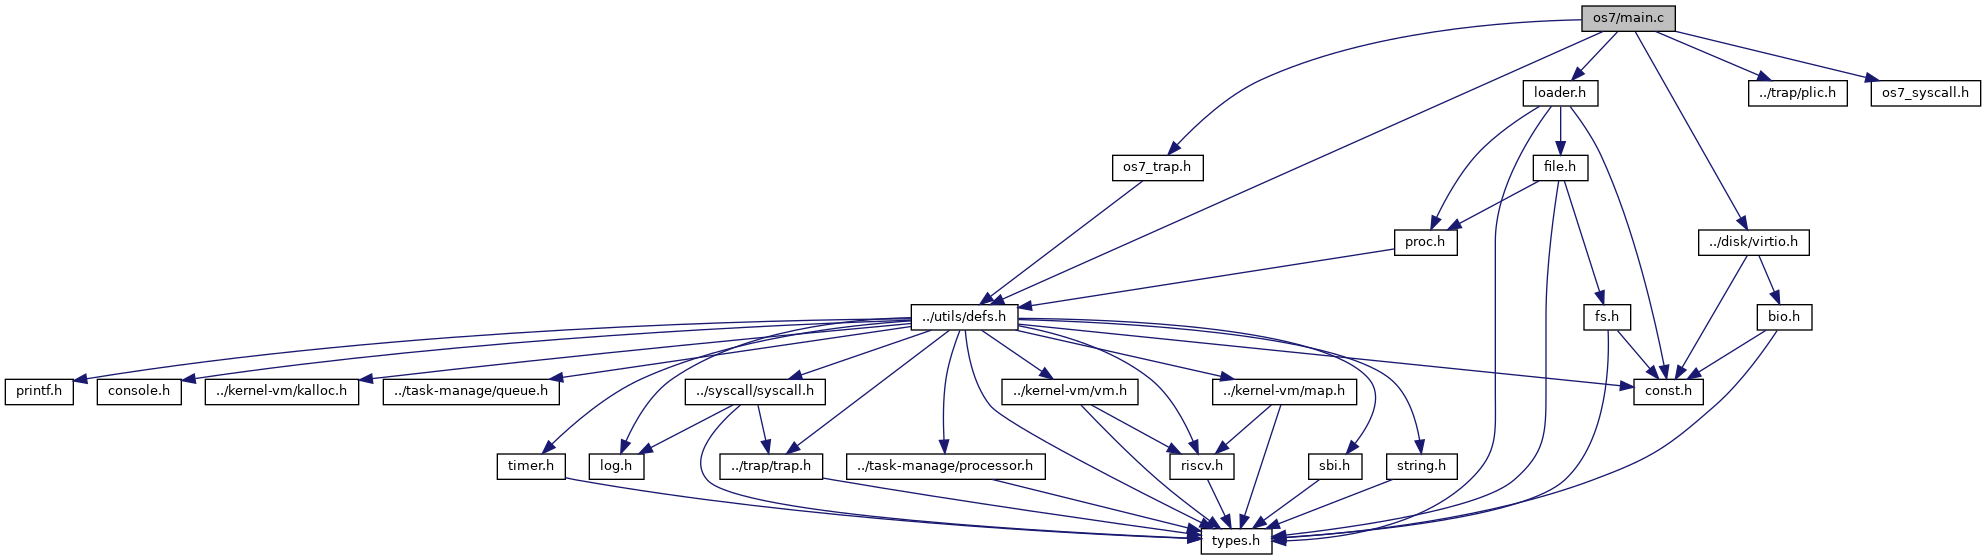 os7/main.c
loader.h
../trap/plic.h
os7_syscall.h
os7_trap.h
file.h
proc.h
../disk/virtio.h
../utils/defs.h
fs.h
bio.h
printf.h
console.h
../kernel-vm/kalloc.h
../task-manage/queue.h
../syscall/syscall.h
../kernel-vm/vm.h
../kernel-vm/map.h
const.h
timer.h
log.h
../trap/trap.h
../task-manage/processor.h
riscv.h
sbi.h
string.h
types.h